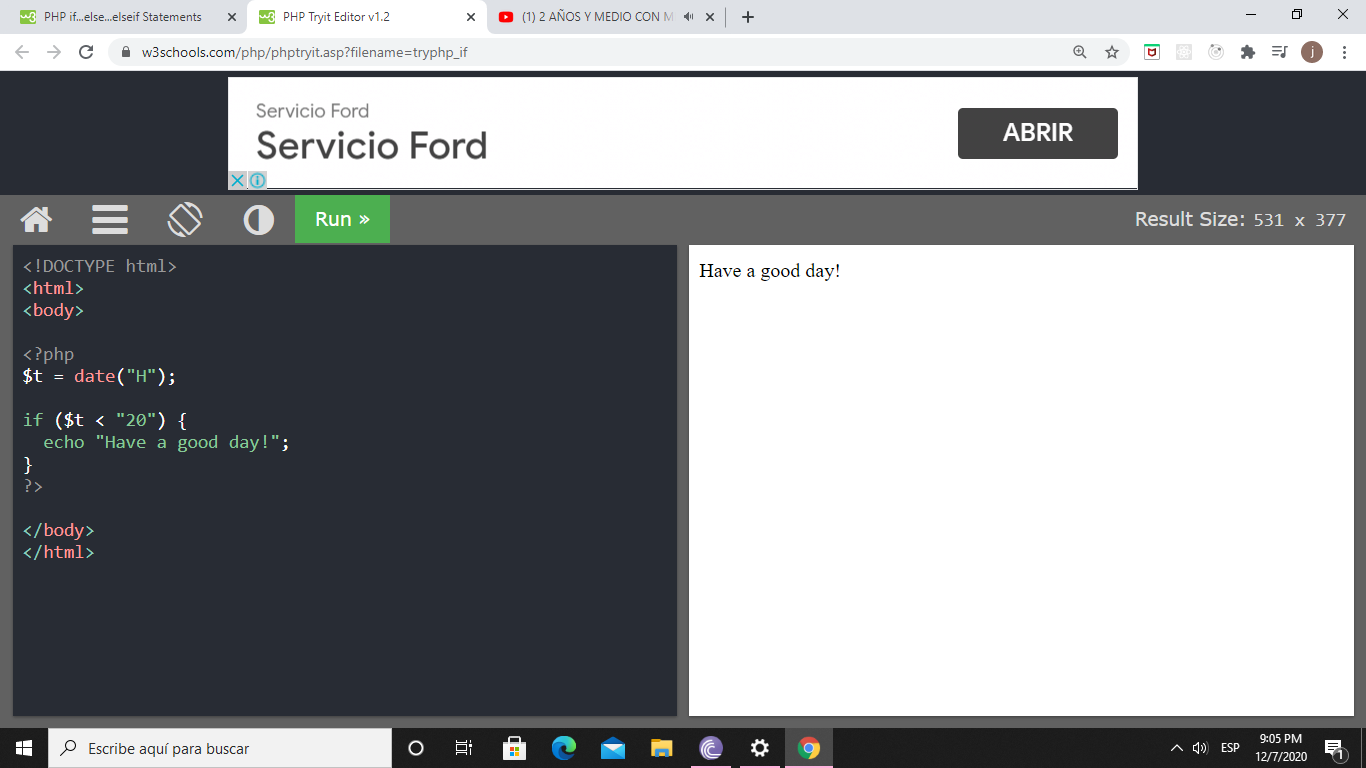 PHP if...else...elseif Statements
PHP Tryit Editor v1.2
(1) 2 AÑOS Y MEDIO CON M
w3schools.com/php/phptryit.asp?filename=tryphp_if
j
Servicio Ford
Servicio Ford
ABRIR
Run »
Result Size: 531 x 377
<!DOCTYPE html>
<html>
<body>
<?php
$t = date("H");
if ($t < "20") {
echo "Have a good day!";
}
?>
</body>
</html>
Have a good day!
Escribe aquí para buscar
ESP
9:05 PM
12/7/2020
1